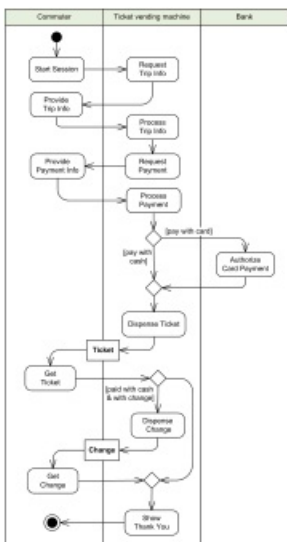 Commuter
Ticket vending machine
Bank
Start Session
Request
Trip Info
Provide
Trip Info
Process
Trip Info
Provide
Payment Info
Request
Payment
Process
Payment
[pay with card]
[pay with
cash]
Authorize
Card Payment
Dispense Ticket
Ticket
Get
Ticket
[paid with cash
& with change]
Dispense
Change
Change
Get
Change
Show
Thank You